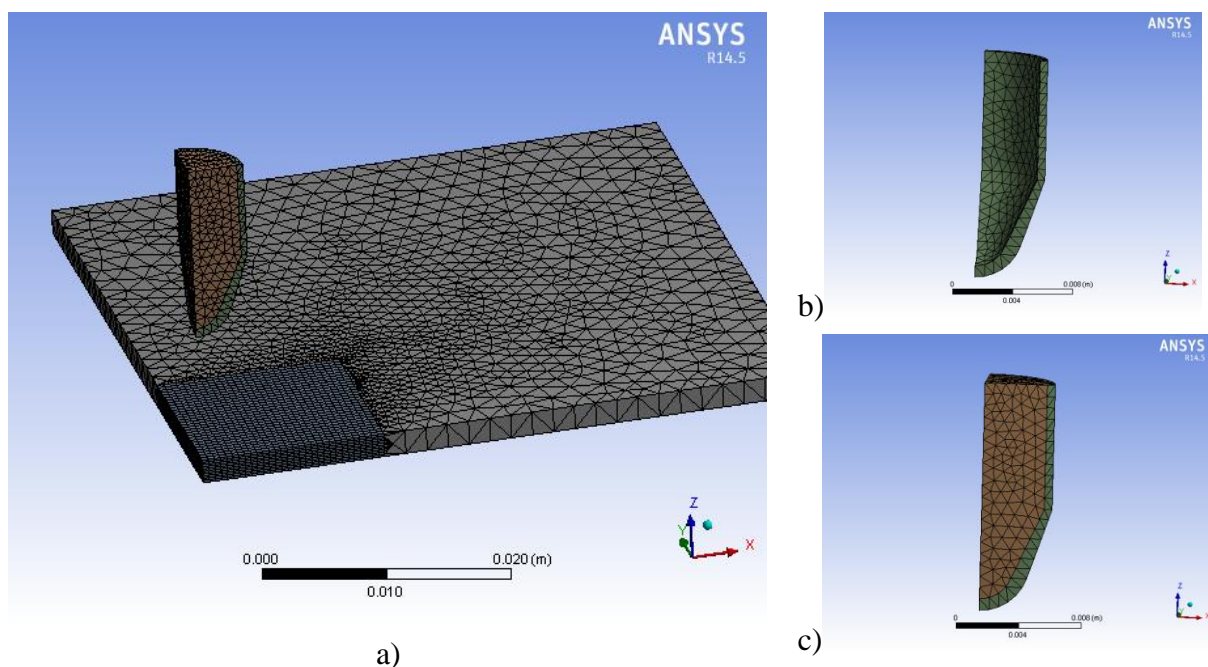 ANSYS
R14.5
Z
Y
X
0.000
0.020 (m)
0.010
a)
ANSYS
R14.5
Z
Y
X
0
0.008 (m)
0.004
b)
ANSYS
R14.5
Z
Y
X
0
0.008 (m)
0.004
c)